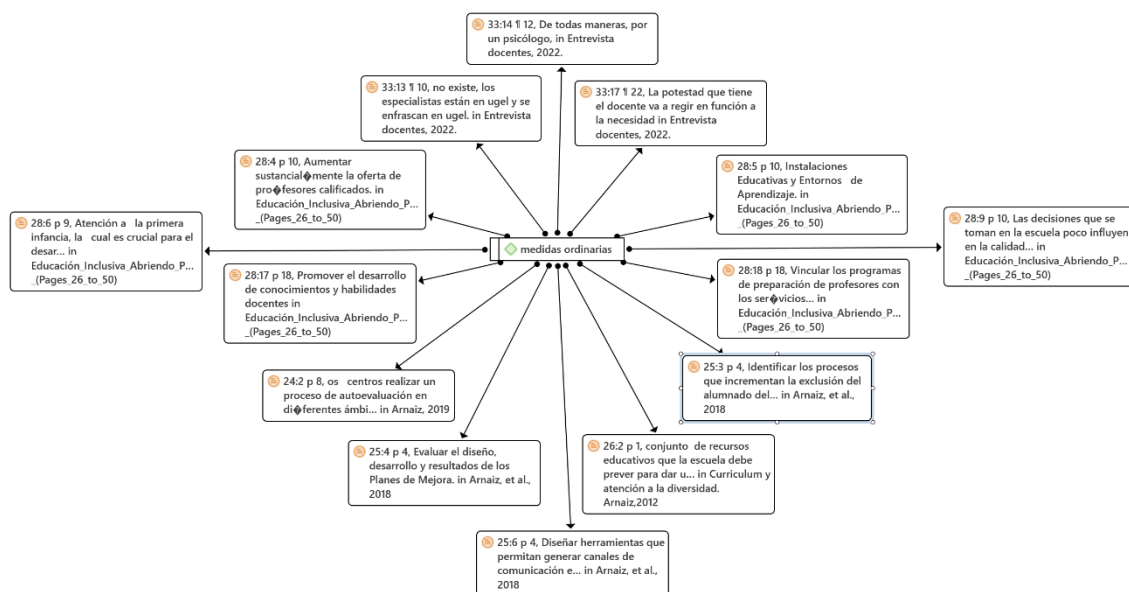 33:14 ¶ 12, De todas maneras, por
un psicólogo, in Entrevista
docentes, 2022.
33:13 ¶ 10, no existe, los
especialistas están en ugel y se
enfrascan en ugel. in Entrevista
docentes, 2022.
33:17 ¶ 22, La potestad que tiene
el docente va a regir en función a
la necesidad in Entrevista
docentes, 2022.
28:4 p 10, Aumentar
sustancial�mente la oferta de
pro�fesores calificados. in
Educación_Inclusiva_Abriendo_P...
_(Pages_26_to_50)
28:5 p 10, Instalaciones
Educativas y Entornos de
Aprendizaje. in
Educación_Inclusiva_Abriendo_P...
_(Pages_26_to_50)
28:6 p 9, Atención a la primera
infancia, la cual es crucial para el
desar... in
Educación_Inclusiva_Abriendo_P...
_(Pages_26_to_50)
medidas ordinarias
28:9 p 10, Las decisiones que se
toman en la escuela poco influyen
en la calidad... in
Educación_Inclusiva_Abriendo_P...
_(Pages_26_to_50)
28:17 p 18, Promover el desarrollo
de conocimientos y habilidades
docentes in
Educación_Inclusiva_Abriendo_P...
_(Pages_26_to_50)
28:18 p 18, Vincular los programas
de preparación de profesores con
los ser�vicios... in
Educación_Inclusiva_Abriendo_P...
_(Pages_26_to_50)
24:2 p 8, os centros realizar un
proceso de autoevaluación en
di�ferentes ámbi... in Arnaiz, 2019
25:3 p 4, Identificar los procesos
que incrementan la exclusión del
alumnado del... in Arnaiz, et al.,
2018
25:4 p 4, Evaluar el diseño,
desarrollo y resultados de los
Planes de Mejora. in Arnaiz, et al.,
2018
26:2 p 1, conjunto de recursos
educativos que la escuela debe
prever para dar u... in Curriculum y
atención a la diversidad.
Arnaiz,2012
25:6 p 4, Diseñar herramientas que
permitan generar canales de
comunicación e... in Arnaiz, et al.,
2018